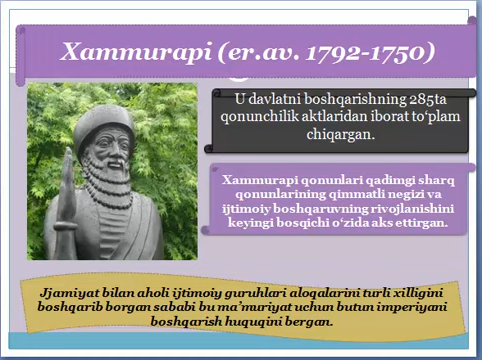 Xammurapi (er.av. 1792-1750)
U davlatni boshqarishning 285ta
qonunchilik aktlaridan iborat to‘plam
chiqargan.
Xammurapi qonunlari qadimgi sharq
qonunlarining qimmatli negizi va
ijtimoiy boshqaruvning rivojlanishini
keyingi bosqichi o‘zida aks ettirgan.
Jjamiyat bilan aholi ijtimoiy guruhlari aloqalarini turli xilligini
boshqarib borgan sababi bu ma’muriyat uchun butun imperiyani
boshqarish huquqini bergan.